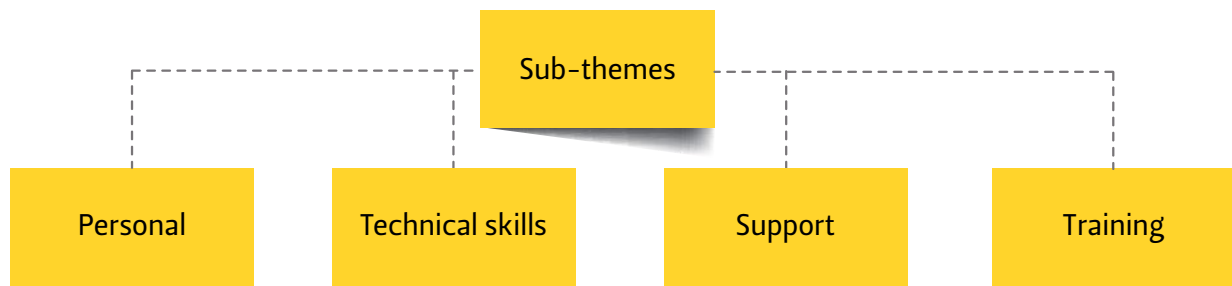 Sub-themes
Personal
Technical skills
Support
Training